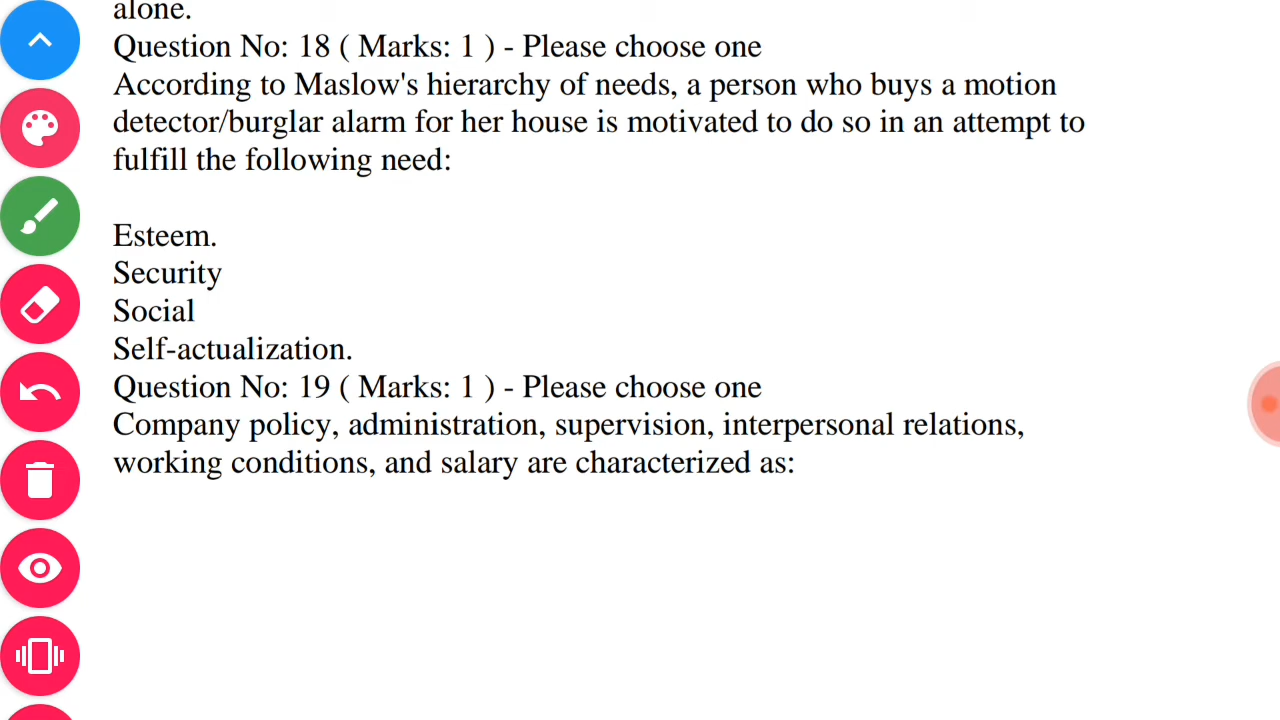 alone.
Question No: 18 ( Marks: 1 ) - Please choose one
According to Maslow's hierarchy of needs, a person who buys a motion
detector/burglar alarm for her house is motivated to do so in an attempt to
fulfill the following need:
Esteem.
Security
Social
Self-actualization.
Question No: 19 ( Marks: 1 ) - Please choose one
Company policy, administration, supervision, interpersonal relations,
working conditions, and salary are characterized as: